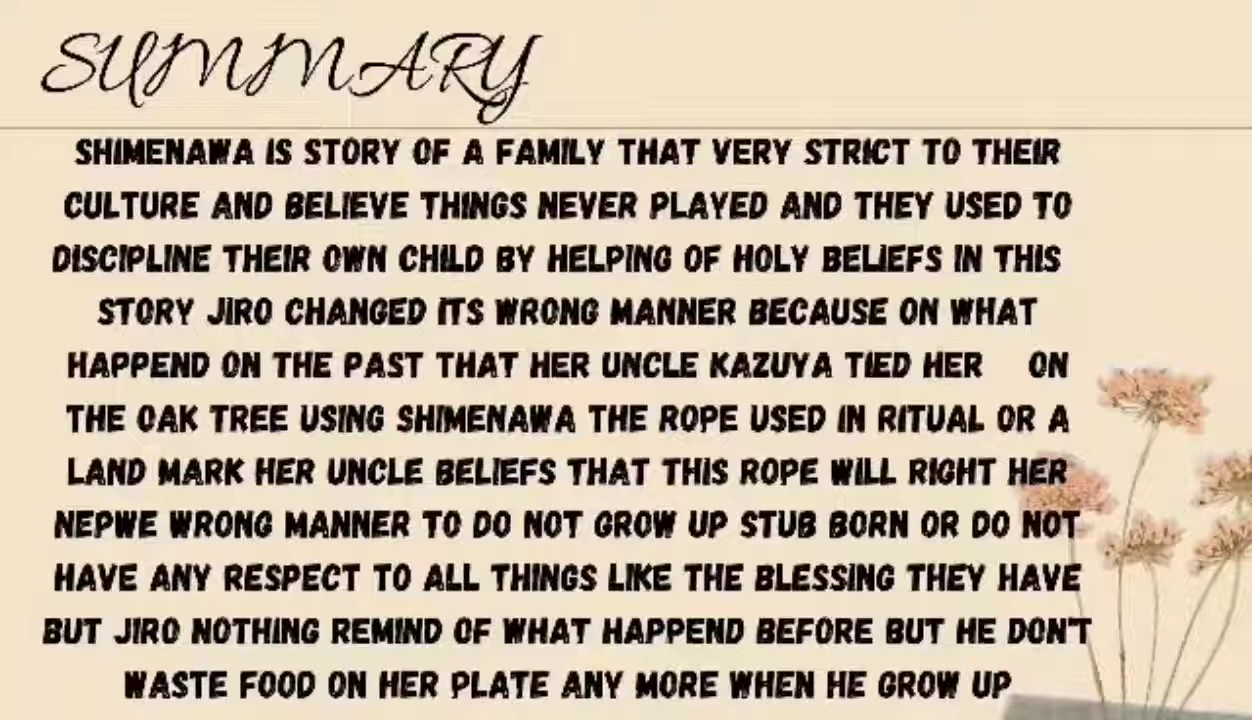 SUMMARY
SHIMENAWA IS STORY OF A FAMILY THAT VERY STRICT TO THEIR
CULTURE AND BELIEVE THINGS NEVER PLAYED AND THEY USED TO
DISCIPLINE THEIR OWN CHILD BY HELPING OF HOLY BELIEFS IN THIS
STORY JIRO CHANGED ITS WRONG MANNER BECAUSE ON WHAT
HAPPEND ON THE PAST THAT HER UNCLE KAZUYA TIED HER ON
THE OAK TREE USING SHIMENAWA THE ROPE USED IN RITUAL OR A
LAND MARK HER UNCLE BELIEFS THAT THIS ROPE WILL RIGHT HER
NEPWE WRONG MANNER TO DO NOT GROW UP STUB BORN OR DO NOT
HAVE ANY RESPECT TO ALL THINGS LIKE THE BLESSING THEY HAVE
BUT JIRO NOTHING REMIND OF WHAT HAPPEND BEFORE BUT HE DON'T
WASTE FOOD ON HER PLATE ANY MORE WHEN HE GROW UP